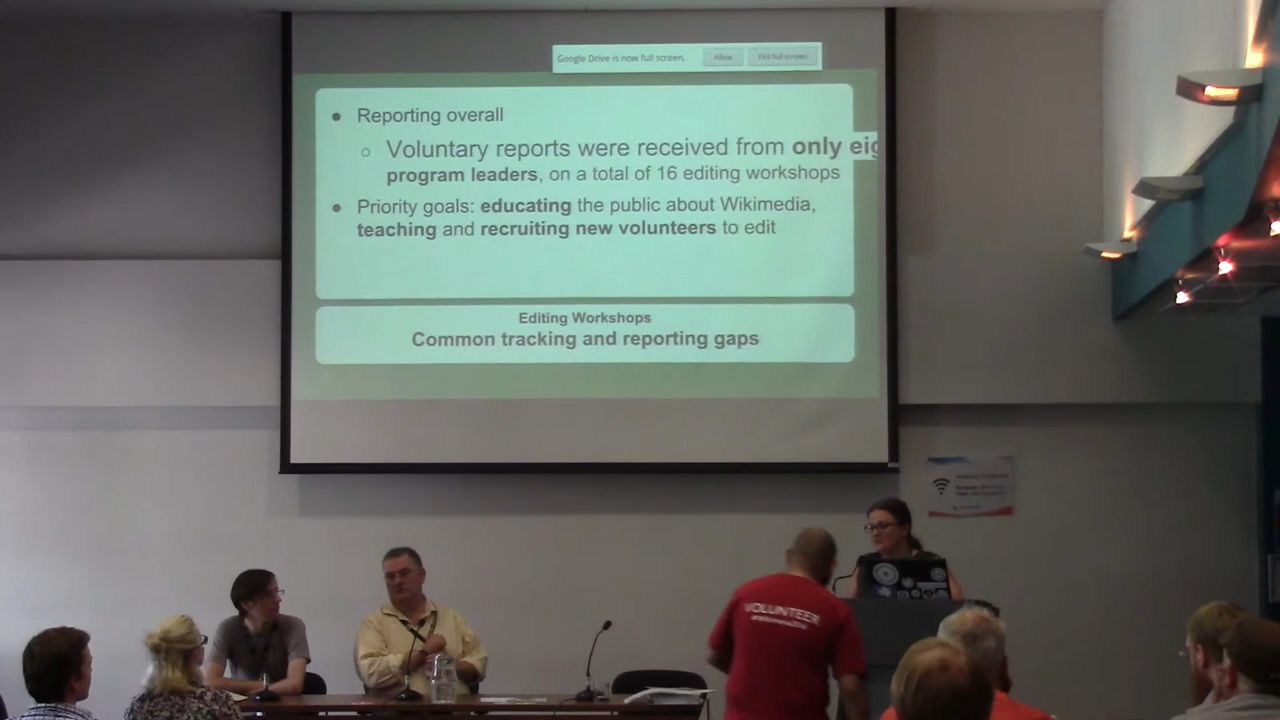 Google Drive is now full screen. Allow Exit full screen
● Reporting overall
○ Voluntary reports were received from only eig
program leaders, on a total of 16 editing workshops
● Priority goals: educating the public about Wikimedia,
teaching and recruiting new volunteers to edit
Editing Workshops
Common tracking and reporting gaps
VOLUNTEER